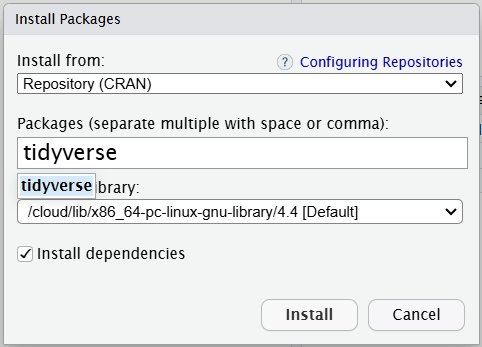 Install Packages
Install from:
? Configuring Repositories
Repository (CRAN)
Packages (separate multiple with space or comma):
tidyverse
tidyverse brary:
/cloud/lib/x86_64-pc-linux-gnu-library/4.4 [Default]
Install dependencies
Install Cancel